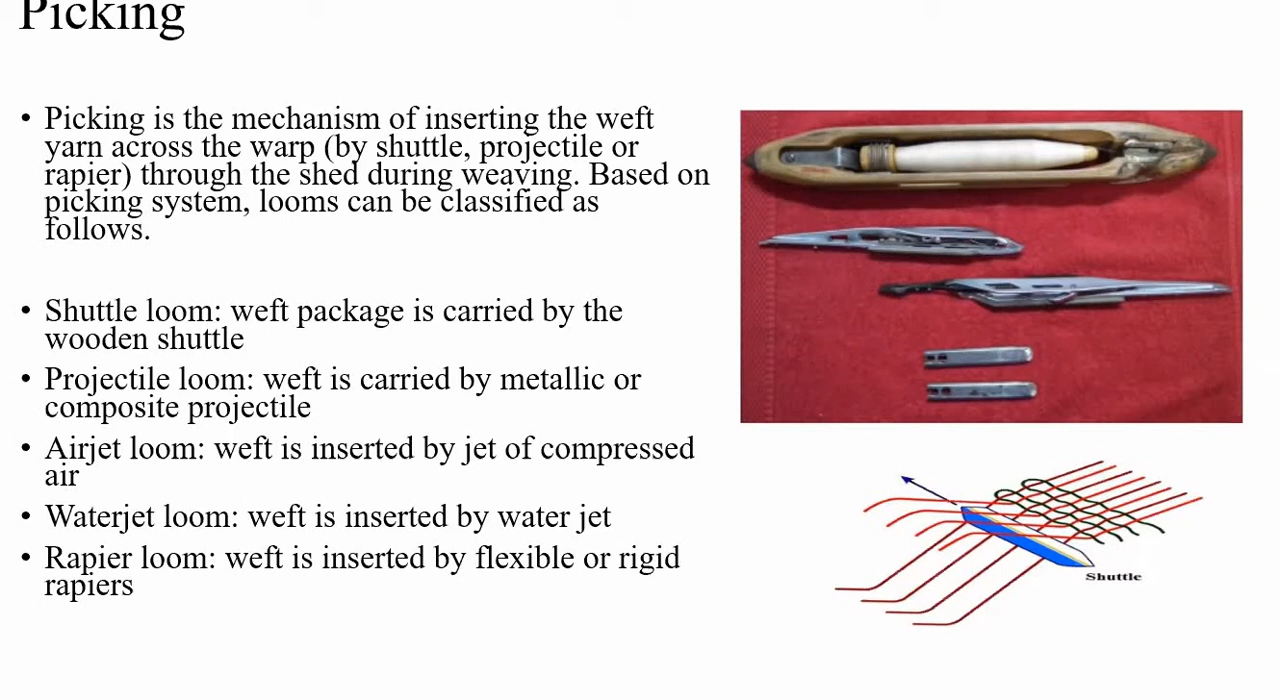 Picking
• Picking is the mechanism of inserting the weft
yarn across the warp (by shuttle, projectile or
rapier) through the shed during weaving. Based on
picking system, looms can be classified as
follows.
• Shuttle loom: weft package is carried by the
wooden shuttle
• Projectile loom: weft is carried by metallic or
composite projectile
• Airjet loom: weft is inserted by jet of compressed
air
• Waterjet loom: weft is inserted by water jet
• Rapier loom: weft is inserted by flexible or rigid
rapiers
Shuttle